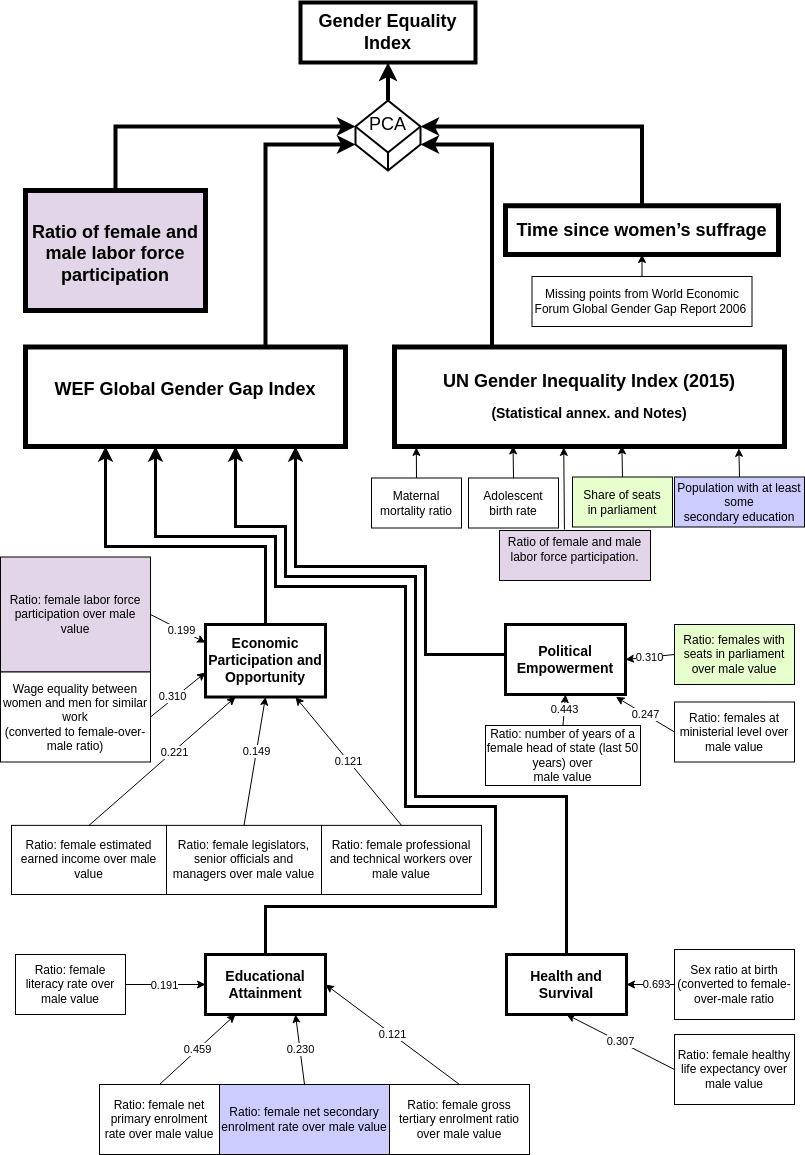 Gender Equality
Index
PCA
Ratio of female and
male labor force
participation
Time since women’s suffrage
Missing points from World Economic
Forum Global Gender Gap Report 2006
WEF Global Gender Gap Index
UN Gender Inequality Index (2015)
(Statistical annex. and Notes)
Maternal
mortality ratio
Adolescent
birth rate
Share of seats
in parliament
Population with at least
some
secondary education
Ratio of female and male
labor force participation.
Ratio: female labor force
participation over male
value
0.199
Wage equality between
women and men for similar
work
(converted to female-over-
male ratio)
0.310
Economic
Participation and
Opportunity
0.221
0.149
0.121
Ratio: female estimated
earned income over male
value
Ratio: female legislators,
senior officials and
managers over male value
Ratio: female professional
and technical workers over
male value
Political
Empowerment
0.310
Ratio: females with
seats in parliament
over male value
0.443
0.247
Ratio: number of years of a
female head of state (last 50
years) over
male value
Ratio: females at
ministerial level over
male value
Ratio: female
literacy rate over
male value
0.191
Educational
Attainment
0.459
0.230
0.121
Ratio: female net
primary enrolment
rate over male value
Ratio: female net secondary
enrolment rate over male value
Ratio: female gross
tertiary enrolment ratio
over male value
Health and
Survival
0.693
Sex ratio at birth
(converted to female-
over-male ratio
0.307
Ratio: female healthy
life expectancy over
male value